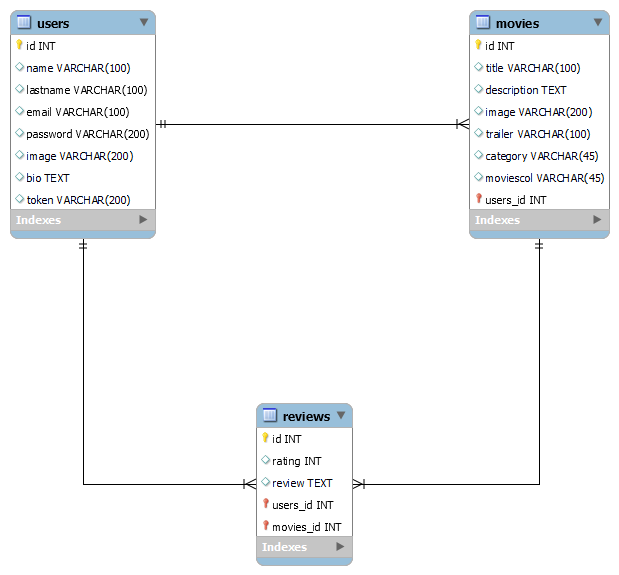 users
id INT
name VARCHAR(100)
lastname VARCHAR(100)
email VARCHAR(100)
password VARCHAR(200)
image VARCHAR(200)
bio TEXT
token VARCHAR(200)
Indexes
movies
id INT
title VARCHAR(100)
description TEXT
image VARCHAR(200)
trailer VARCHAR(100)
category VARCHAR(45)
moviescol VARCHAR(45)
users_id INT
Indexes
reviews
id INT
rating INT
review TEXT
users_id INT
movies_id INT
Indexes